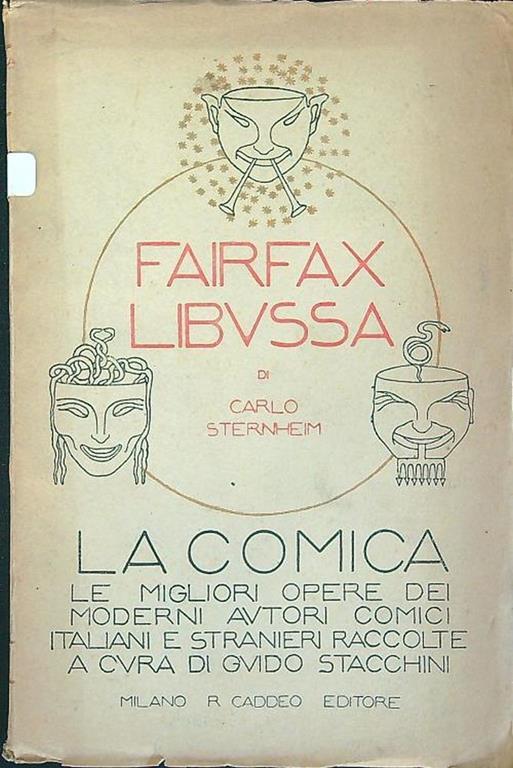 FAIRFAX
LIBVSSA
DI
CARLO
STERNHEIM
LA COMICA
LE MIGLIORI OPERE DEI
MODERNI AVTORI COMICI
ITALIANI E STRANIERI RACCOLTE
A CVRA DI GVIDO STACCHINI
MILANO R CADDEO EDITORE